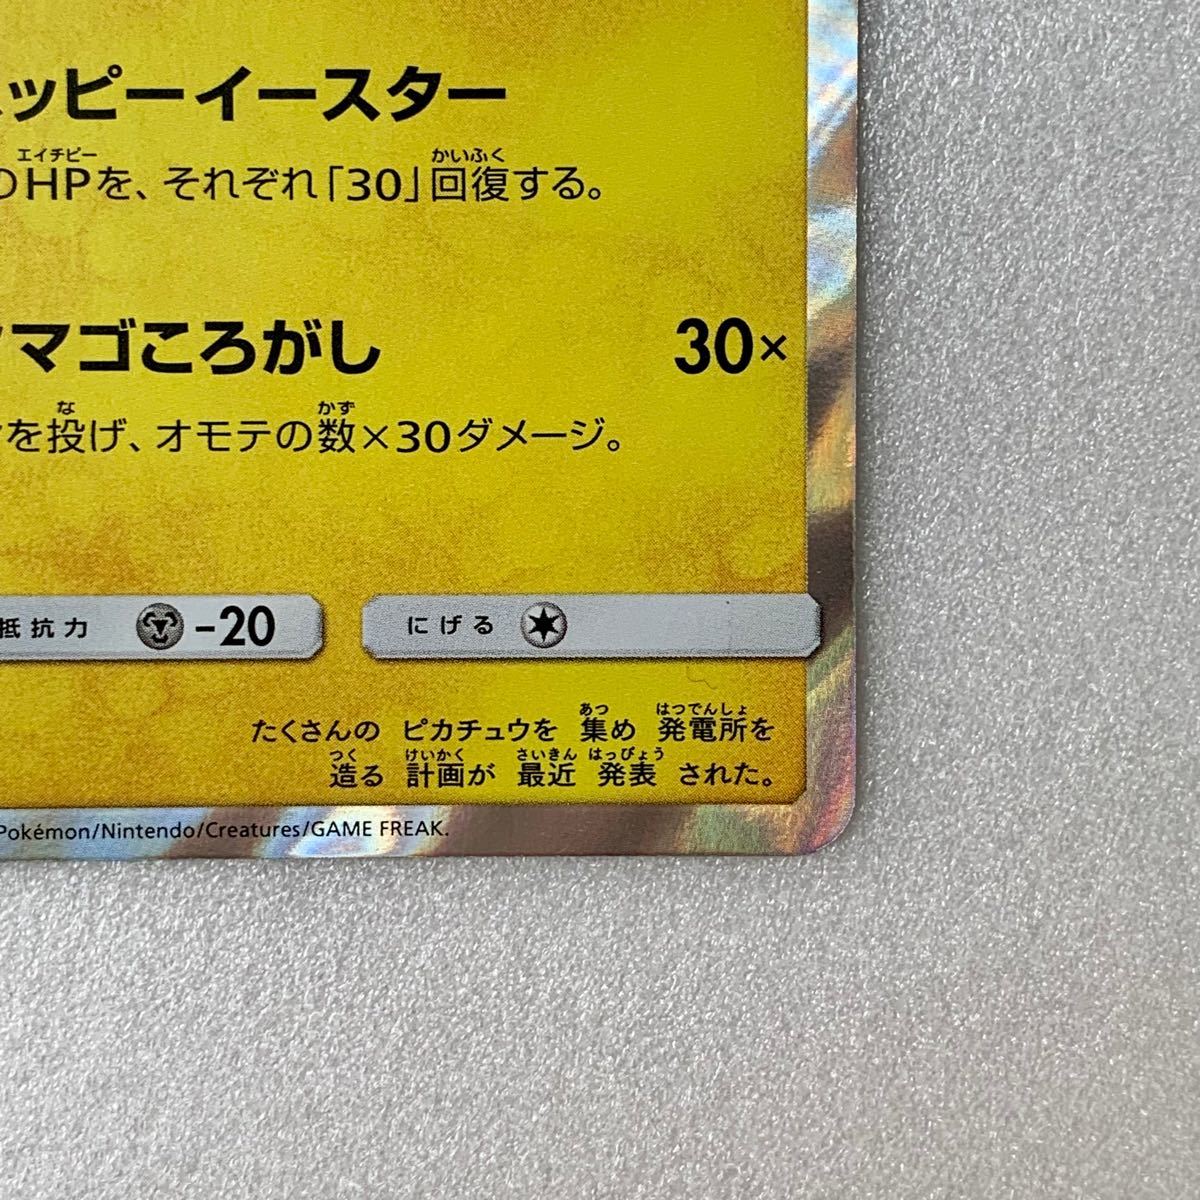 ッピーイースター
エイチピー かいふく
のHPを、それぞれ「30」回復する。
マゴころがし 30×
な かず
を投げ、オモテの数×30ダメージ。
抵抗力 -20 にげる
あつ はつでんしょ
たくさんの ピカチュウを 集め 発電所を
つく けいかく さいきん はっぴょう
造る 計画が 最近 発表 された。
Pokémon/Nintendo/Creatures/GAME FREAK.